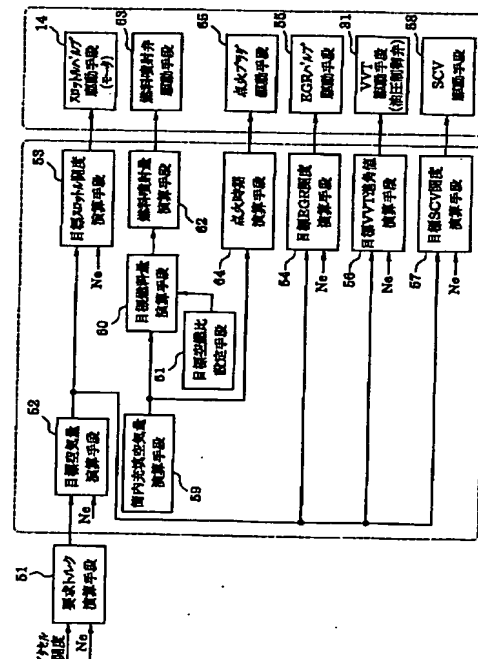 アクセル
開度
Ne
51
要求トルク
演算手段
52
目標空気量
演算手段
Ne
53
目標スロットル開度
演算手段
Ne
14
スロットルバルブ
駆動手段
(モータ)
59
筒内充填空気量
演算手段
60
目標燃料量
演算手段
61
目標空燃比
設定手段
62
燃料噴射量
演算手段
63
燃料噴射弁
駆動手段
64
点火時期
演算手段
65
点火プラグ
駆動手段
54
目標EGR開度
演算手段
Ne
55
EGRバルブ
駆動手段
56
目標VVT進角値
演算手段
Ne
31
VVT
駆動手段
(油圧制御弁)
57
目標SCV開度
演算手段
Ne
58
SCV
駆動手段